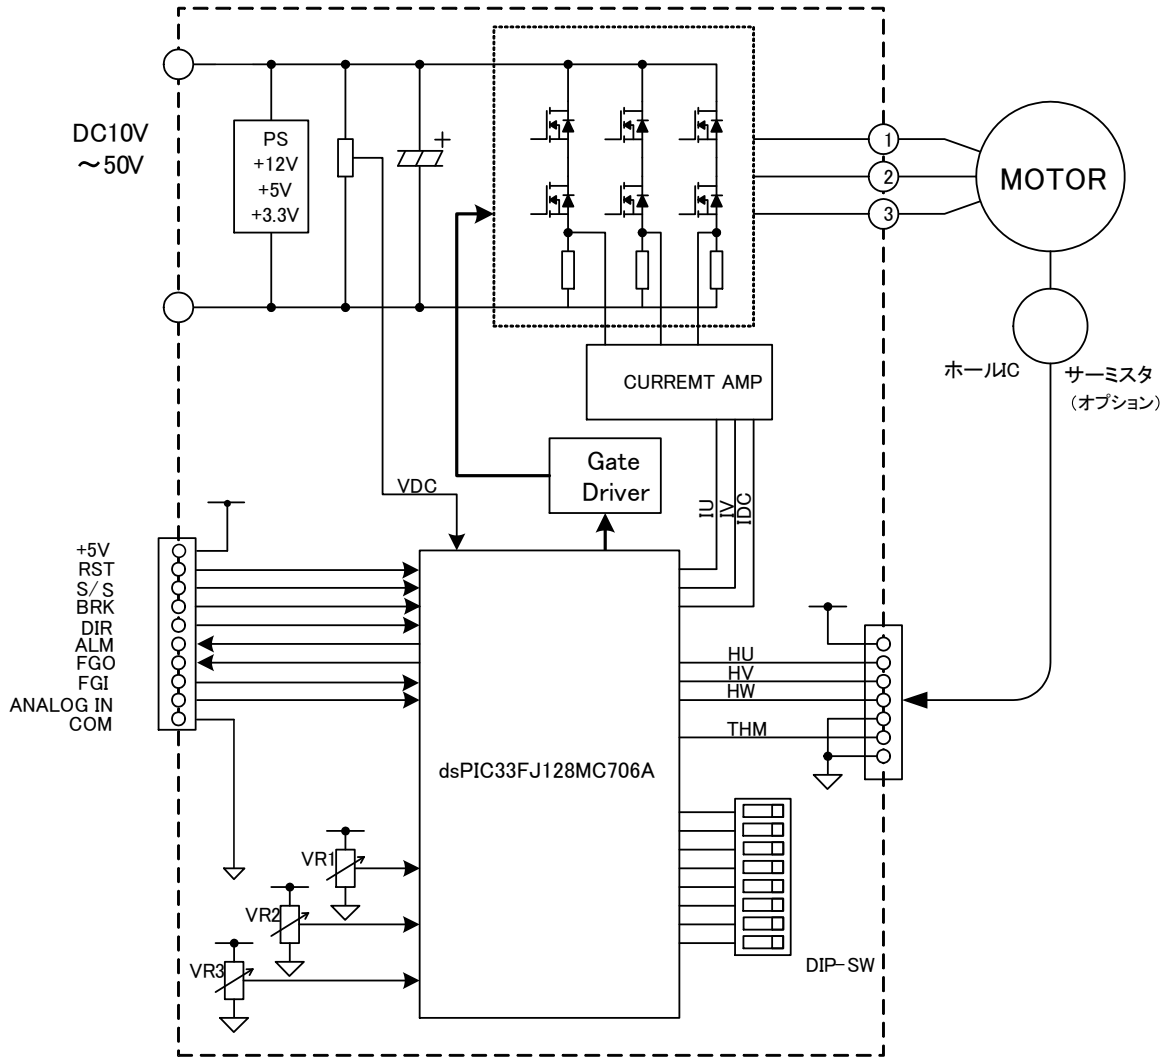 DC10V
～50V
PS
+12V
+5V
+3.3V
+
1
2
3
MOTOR
ホールIC
サーミスタ
(オプション)
CURREMT AMP
Gate
Driver
VDC
IU
IV
IDC
+5V
RST
S/S
BRK
DIR
ALM
FGO
FGI
ANALOG IN
COM
HU
HV
HW
THM
dsPIC33FJ128MC706A
VR1
VR2
VR3
DIP-SW